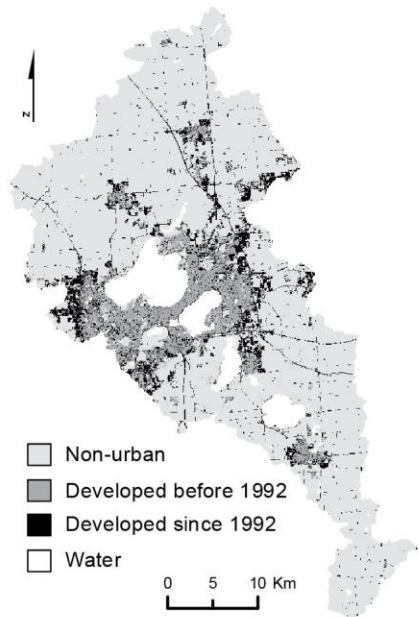 N
Non-urban
Developed before 1992
Developed since 1992
Water
0 5 10 Km